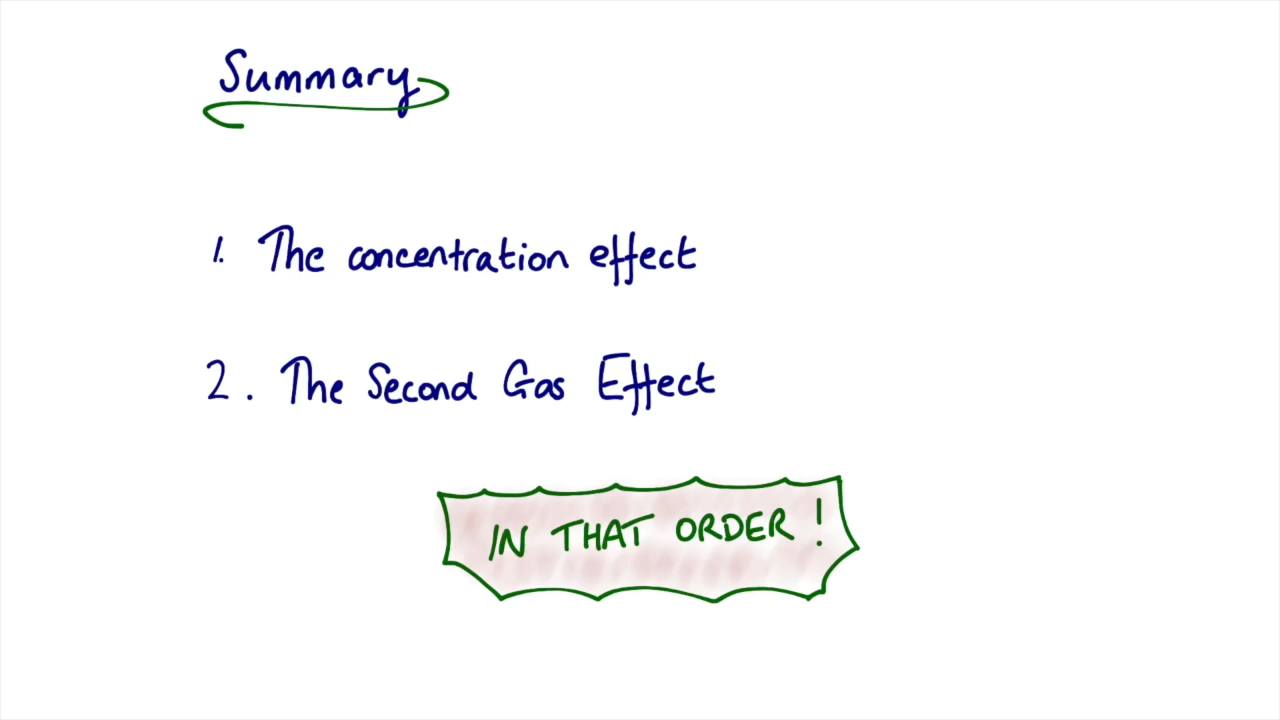 Summary
1. The concentration effect
2. The Second Gas Effect
IN THAT ORDER!